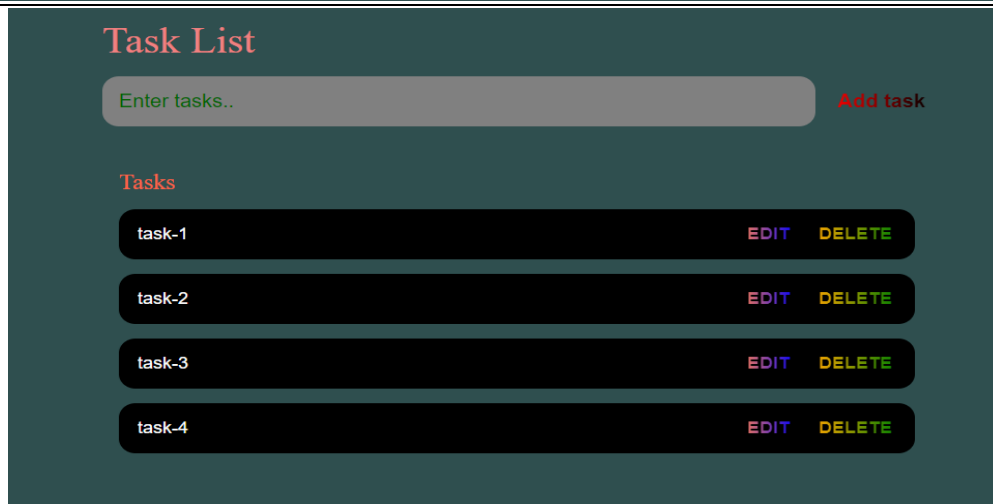 Task List
Enter tasks.. Add task
Tasks
task-1 EDIT DELETE
task-2 EDIT DELETE
task-3 EDIT DELETE
task-4 EDIT DELETE